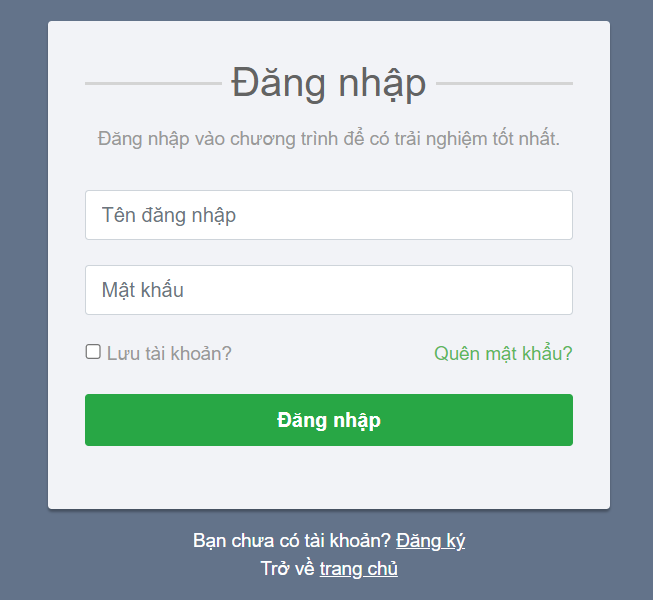 Đăng nhập
Đăng nhập vào chương trình để có trải nghiệm tốt nhất.
Tên đăng nhập
Mật khấu
Lưu tài khoản? Quên mật khẩu?
Đăng nhập
Bạn chưa có tài khoản? Đăng ký
Trở về trang chủ